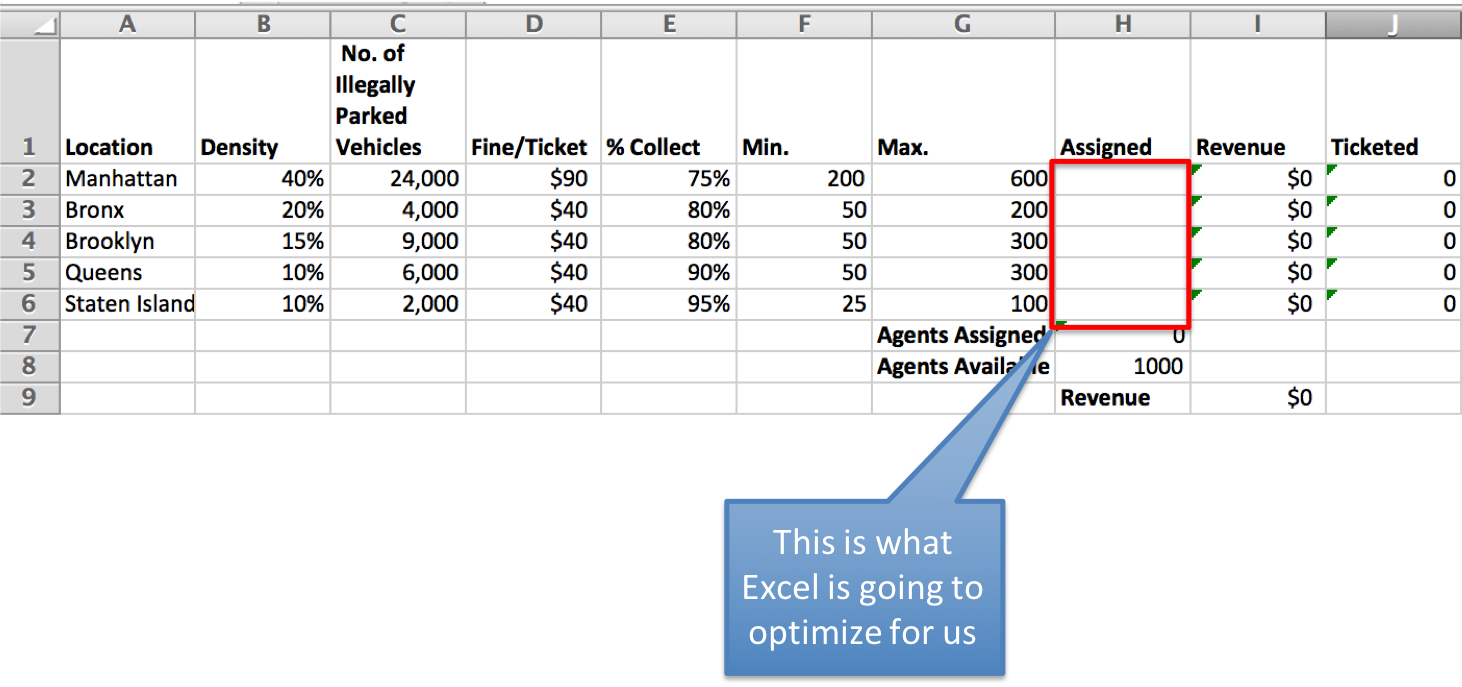 A B C D E F G H I J
No. of
Illegally
Parked
1 Location Density Vehicles Fine/Ticket % Collect Min. Max. Assigned Revenue Ticketed
2 Manhattan 40% 24,000 $90 75% 200 600 $0 0
3 Bronx 20% 4,000 $40 80% 50 200 $0 0
4 Brooklyn 15% 9,000 $40 80% 50 300 $0 0
5 Queens 10% 6,000 $40 90% 50 300 $0 0
6 Staten Island 10% 2,000 $40 95% 25 100 $0 0
7 Agents Assigned 0
8 Agents Available 1000
9 Revenue $0
This is what
Excel is going to
optimize for us